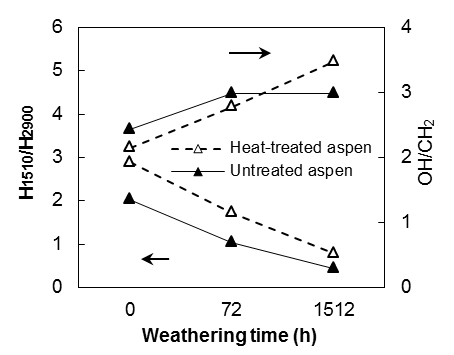 6
5
4
3
2
1
0
H1510/H2900
4
3
2
1
0
OH/CH2
Heat-treated aspen
Untreated aspen
0 72 1512
Weathering time (h)